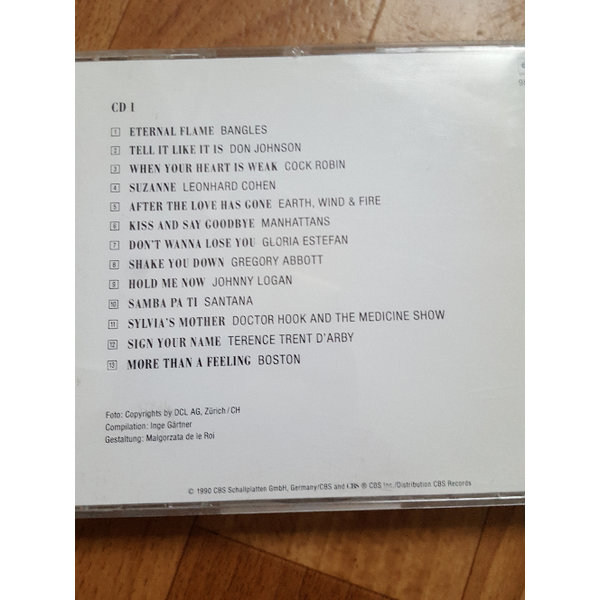 CD 1
1 ETERNAL FLAME BANGLES
2 TELL IT LIKE IT IS DON JOHNSON
3 WHEN YOUR HEART IS WEAK COCK ROBIN
4 SUZANNE LEONHARD COHEN
5 AFTER THE LOVE HAS GONE EARTH, WIND & FIRE
6 KISS AND SAY GOODBYE MANHATTANS
7 DON'T WANNA LOSE YOU GLORIA ESTEFAN
8 SHAKE YOU DOWN GREGORY ABBOTT
9 HOLD ME NOW JOHNNY LOGAN
10 SAMBA PA TI SANTANA
11 SYLVIA'S MOTHER DOCTOR HOOK AND THE MEDICINE SHOW
12 SIGN YOUR NAME TERENCE TRENT D'ARBY
13 MORE THAN A FEELING BOSTON
Foto: Copyrights by DCL AG, Zürich/CH
Compilation: Inge Gärtner
Gestaltung: Malgorzata de le Roi
© 1990 CBS Schallplatten GmbH, Germany/CBS and CBS ® CBS Inc./Distribution CBS Records